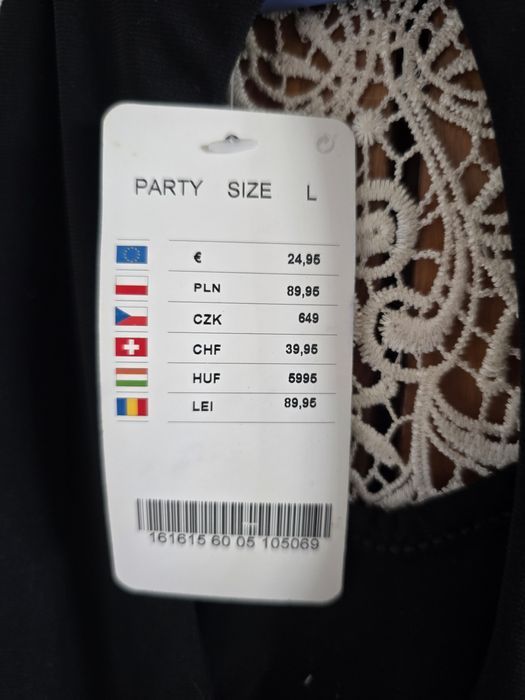 PARTY SIZE L
€ 24,95
PLN 89,95
CZK 649
CHF 39,95
HUF 5995
LEI 89,95
161615 60 05 105069